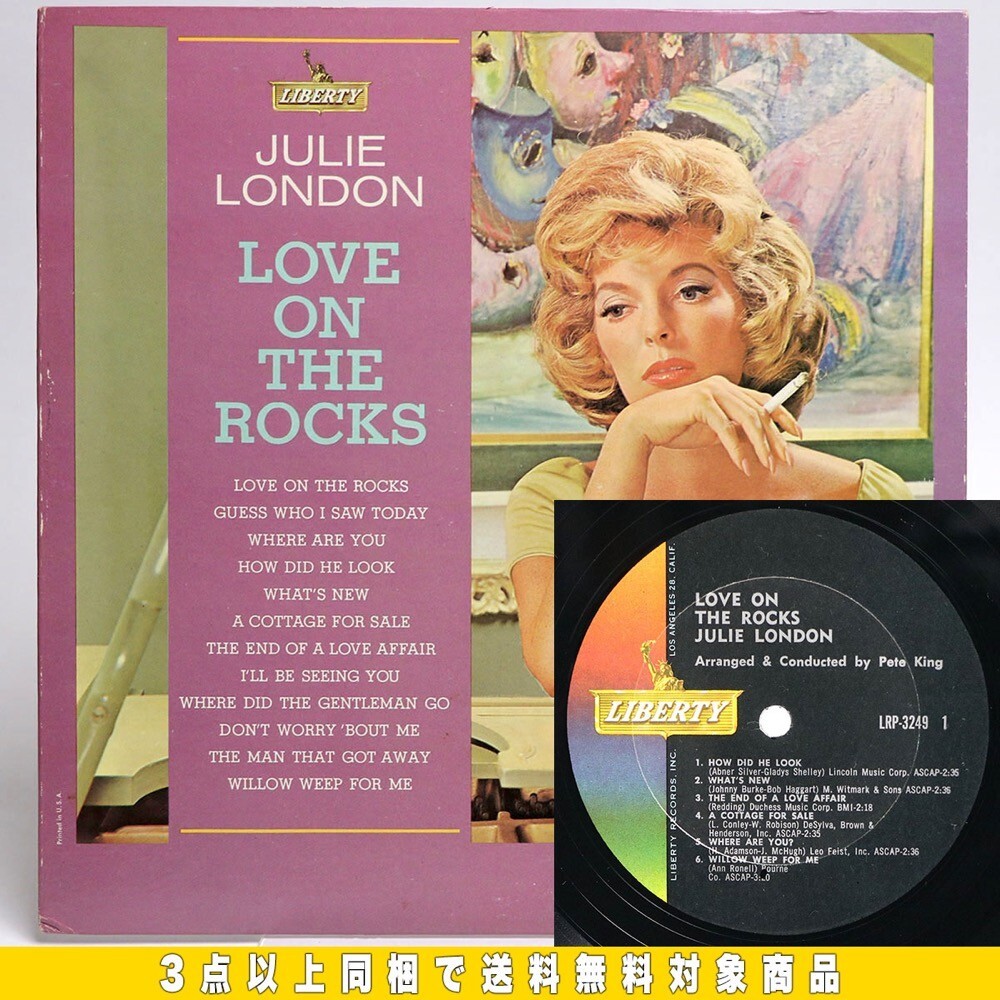 LIBERTY
JULIE
LONDON
LOVE
ON
THE
ROCKS
LOVE ON THE ROCKS
GUESS WHO I SAW TODAY
WHERE ARE YOU
HOW DID HE LOOK
WHAT'S NEW
A COTTAGE FOR SALE
THE END OF A LOVE AFFAIR
I'LL BE SEEING YOU
WHERE DID THE GENTLEMAN GO
DON'T WORRY 'BOUT ME
THE MAN THAT GOT AWAY
WILLOW WEEP FOR ME
Printed in U.S.A
LOVE ON
THE ROCKS
JULIE LONDON
Arranged & Conducted by Pete King
LIBERTY
LRP-3249 1
LIBERTY RECORDS, INC.
LOS ANGELES 28, CALIF.
1. HOW DID HE LOOK
(Abner Silver-Gladys Shelley) Lincoln Music Corp. ASCAP-2:35
2. WHAT'S NEW
(Johnny Burke-Bob Haggart) M. Witmark & Sons ASCAP-2:36
3. THE END OF A LOVE AFFAIR
(Redding) Duchess Music Corp. BMI-2:18
4. A COTTAGE FOR SALE
(L. Conley-W. Robison) DeSylva, Brown &
Henderson, Inc. ASCAP-2:35
5. WHERE ARE YOU?
(H. Adamson-J. McHugh) Leo Feist, Inc. ASCAP-2:36
6. WILLOW WEEP FOR ME
(Ann Ronell)
Co.
3点以上同梱で送料無料対象商品